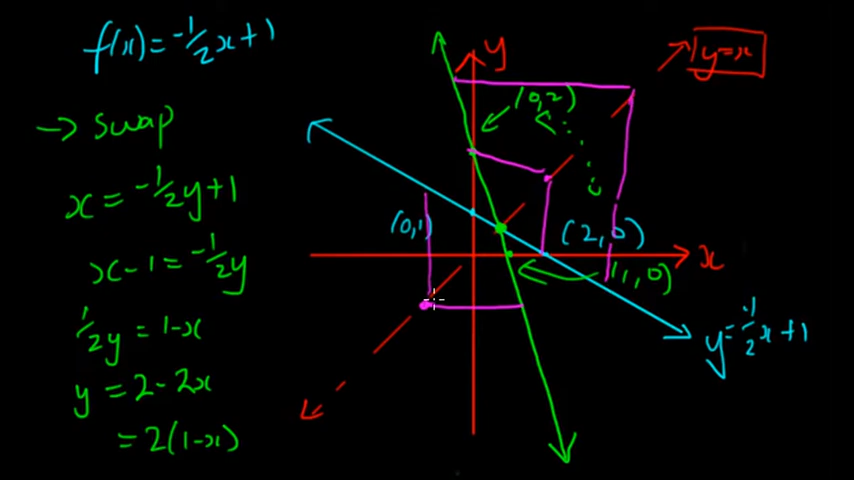 f(x) = -1/2x + 1
→ swap
x = -1/2y + 1
x - 1 = -1/2y
1/2y = 1 - x
y = 2 - 2x
= 2(1-x)
y
y=x
(0,2)
(0,1)
(2,0)
x
(1,0)
y = -1/2x + 1